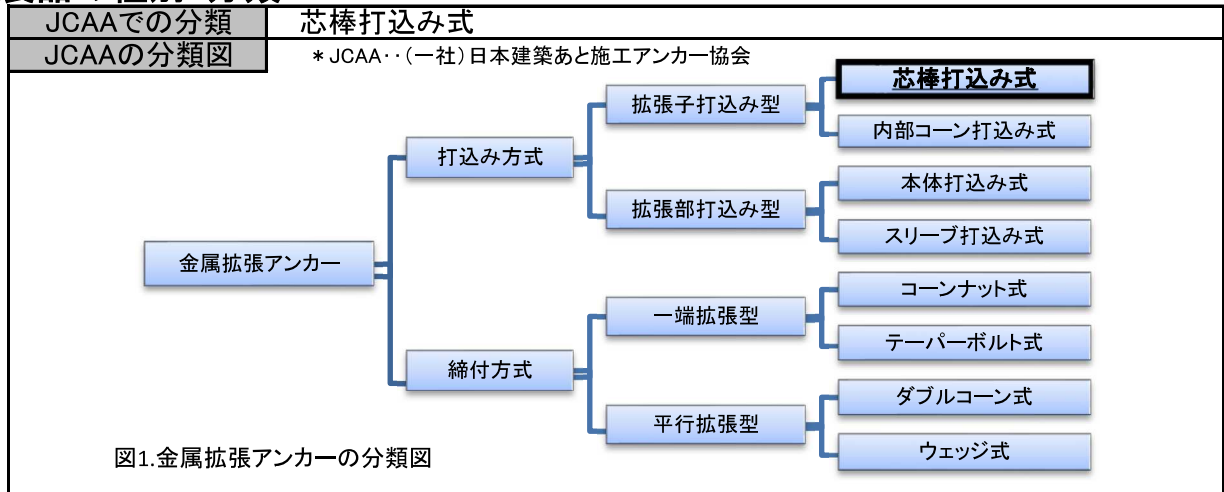 JCAAでの分類
芯棒打込み式
JCAAの分類図
＊JCAA‥（一社）日本建築あと施工アンカー協会
芯棒打込み式
拡張子打込み型
内部コーン打込み式
打込み方式
本体打込み式
拡張部打込み型
スリーブ打込み式
金属拡張アンカー
コーンナット式
一端拡張型
テーパーボルト式
締付方式
ダブルコーン式
平行拡張型
ウェッジ式
図1.金属拡張アンカーの分類図